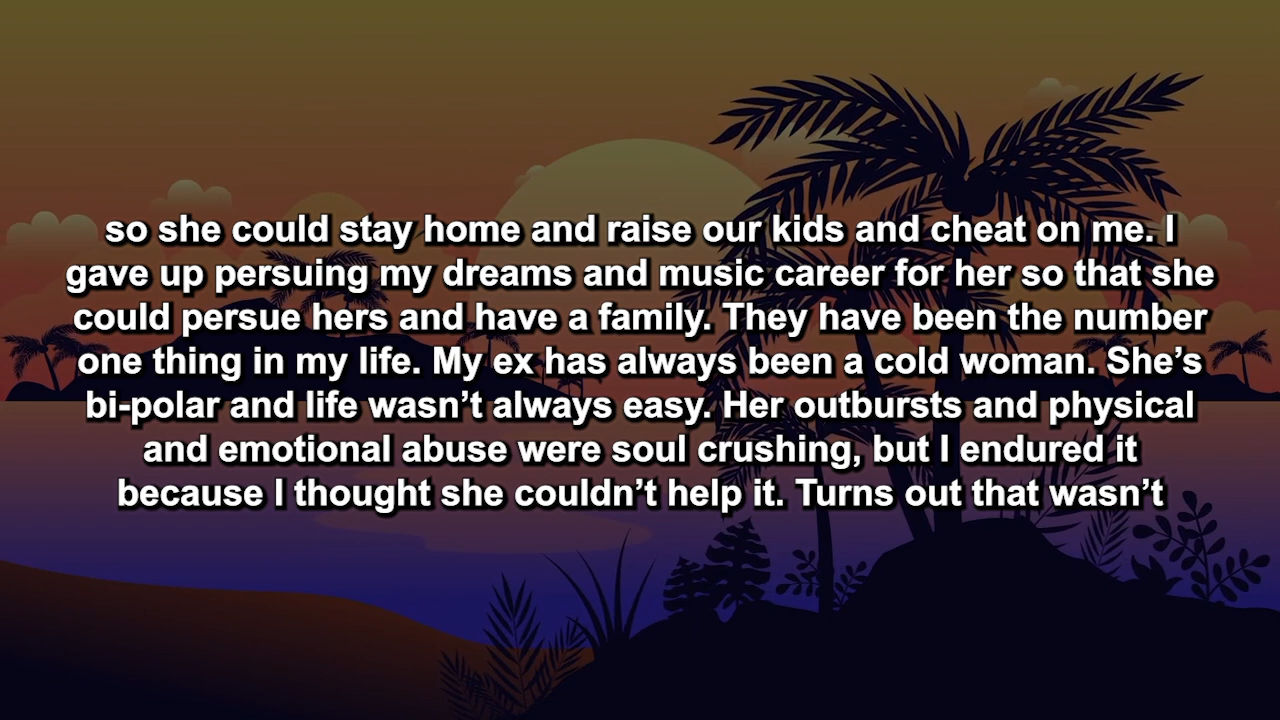 so she could stay home and raise our kids and cheat on me. I
gave up persuing my dreams and music career for her so that she
could persue hers and have a family. They have been the number
one thing in my life. My ex has always been a cold woman. She’s
bi-polar and life wasn’t always easy. Her outbursts and physical
and emotional abuse were soul crushing, but I endured it
because I thought she couldn’t help it. Turns out that wasn’t